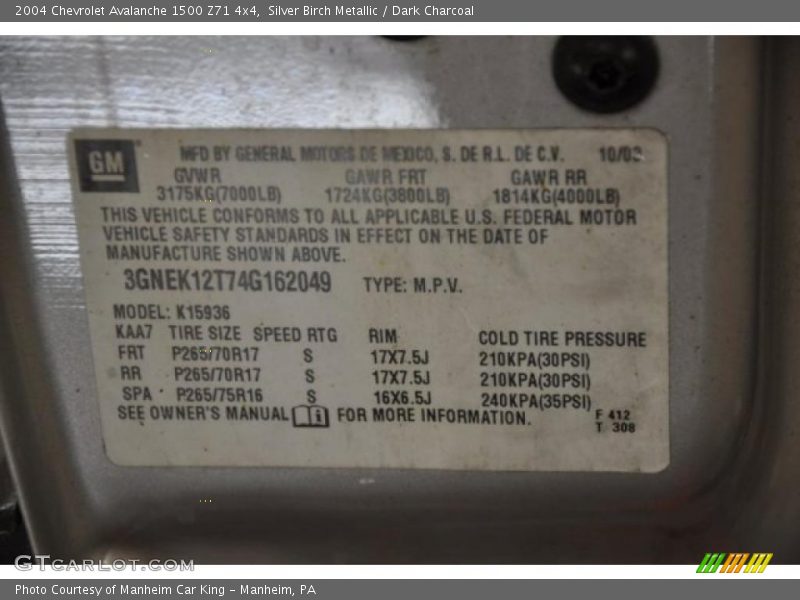 2004 Chevrolet Avalanche 1500 Z71 4x4,  Silver Birch Metallic / Dark Charcoal
GM
MFD BY GENERAL MOTORS DE MEXICO, S. DE R.L. DE C.V. 10/03
GVWR GAWR FRT GAWR RR
3175KG(7000LB) 1724KG(3800LB) 1814KG(4000LB)
THIS VEHICLE CONFORMS TO ALL APPLICABLE U.S. FEDERAL MOTOR
VEHICLE SAFETY STANDARDS IN EFFECT ON THE DATE OF
MANUFACTURE SHOWN ABOVE.
3GNEK12T74G162049 TYPE: M.P.V.
MODEL: K15936
KAA7 TIRE SIZE SPEED RTG RIM COLD TIRE PRESSURE
FRT P265/70R17 S 17X7.5J 210KPA(30PSI)
RR P265/70R17 S 17X7.5J 210KPA(30PSI)
SPA P265/75R16 S 16X6.5J 240KPA(35PSI)
SEE OWNER'S MANUAL FOR MORE INFORMATION.
F 412
T 308
GTCarLot.com
Photo Courtesy of Manheim Car King - Manheim, PA